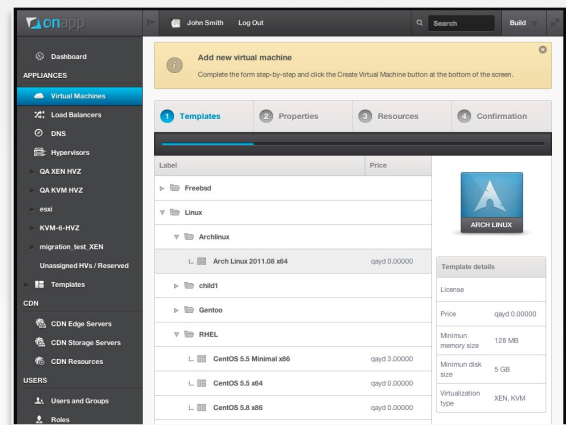 onapp
John Smith Log Out
Search
Build
Dashboard
APPLIANCES
Virtual Machines
Load Balancers
DNS
Hypervisors
QA XEN HVZ
QA KVM HVZ
esxi
KVM-6-HVZ
migration_test_XEN
Unassigned HVs / Reserved
Templates
CDN
CDN Edge Servers
CDN Storage Servers
CDN Resources
USERS
Users and Groups
Roles
Add new virtual machine
Complete the form step-by-step and click the Create Virtual Machine button at the bottom of the screen.
1 Templates
2 Properties
3 Resources
4 Confirmation
Label Price
Freebsd
Linux
Archlinux
Arch Linux 2011.08 x64 qayd 0.00000
child1
Gentoo
RHEL
CentOS 5.5 Minimal x86 qayd 3.00000
CentOS 5.5 x64 qayd 0.00000
CentOS 5.8 x86 qayd 0.00000
ARCH LINUX
Template details
License
Price qayd 0.00000
Minimun memory size 128 MB
Minimun disk size 5 GB
Virtualization type XEN, KVM